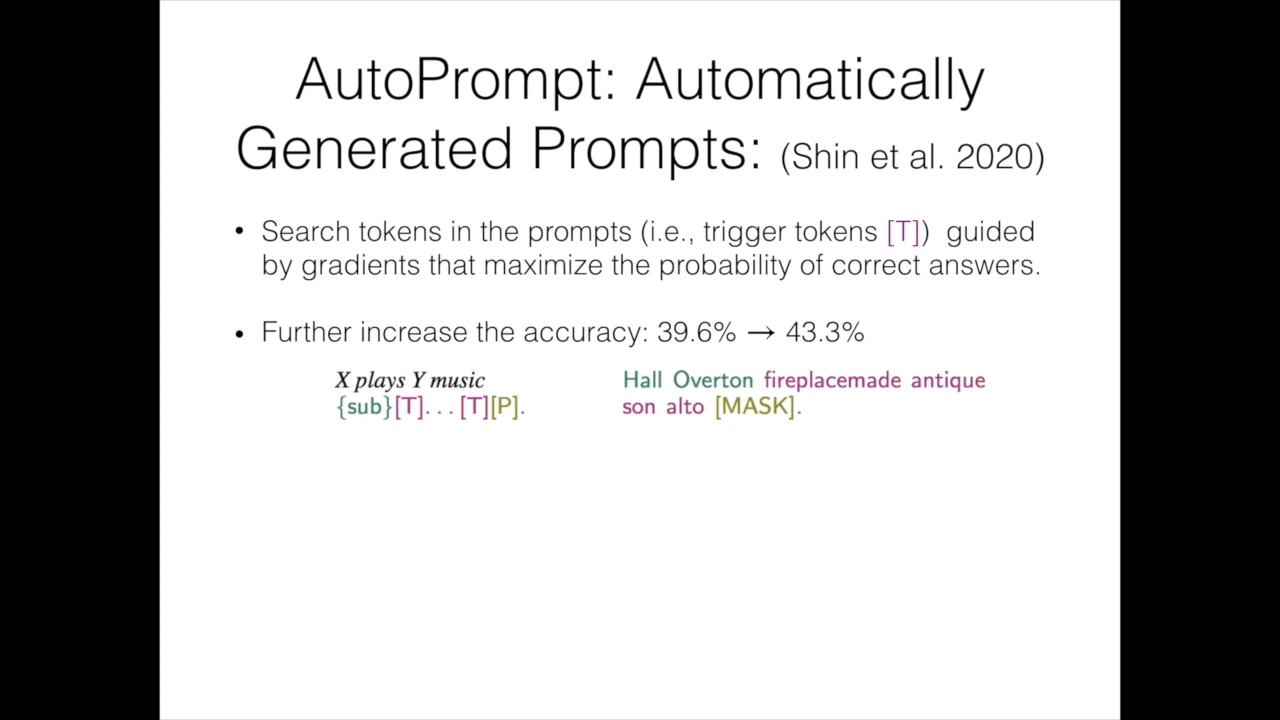 AutoPrompt: Automatically
Generated Prompts: (Shin et al. 2020)
• Search tokens in the prompts (i.e., trigger tokens [T]) guided
by gradients that maximize the probability of correct answers.
• Further increase the accuracy: 39.6% → 43.3%
X plays Y music
{sub}[T]. . . [T][P].
Hall Overton fireplacemade antique
son alto [MASK].